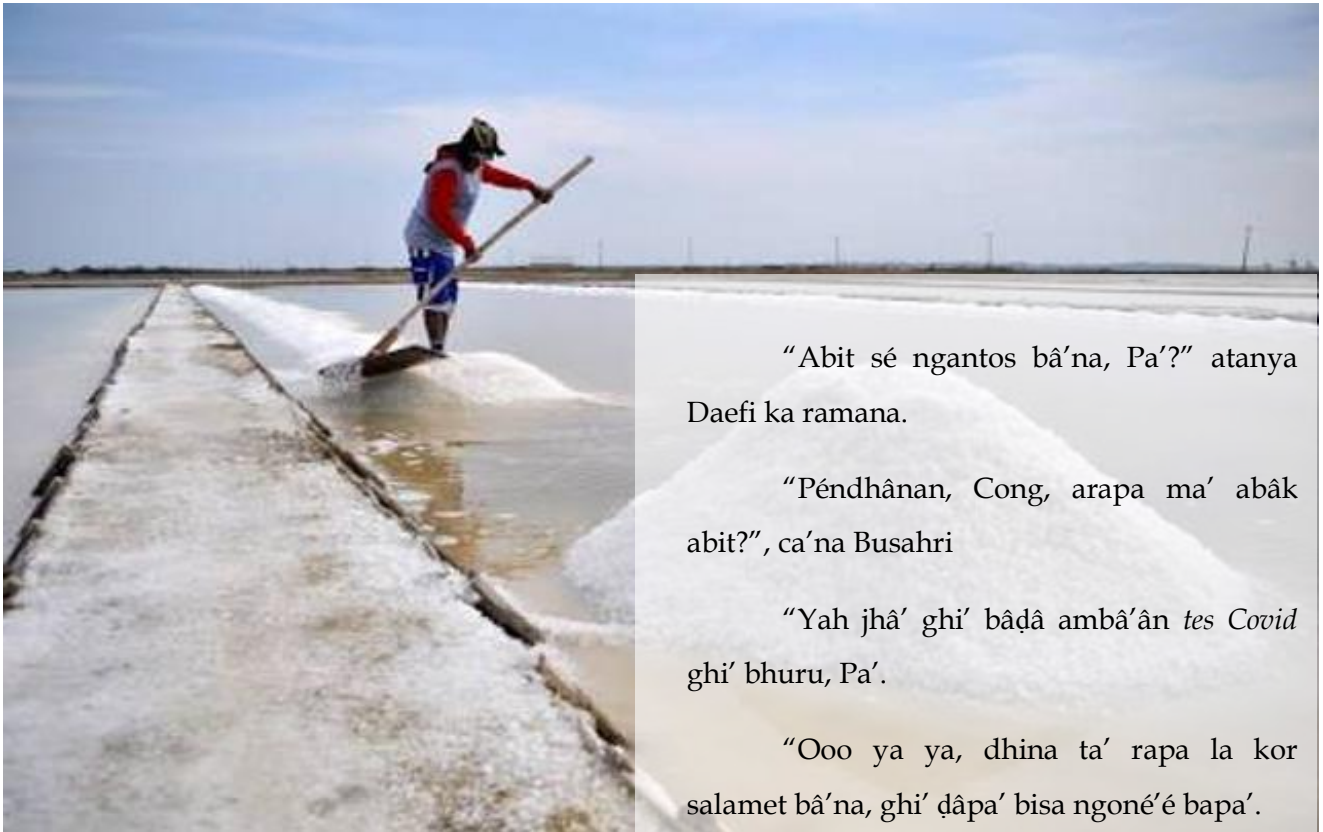 “Abit sé ngantos bâ’na, Pa’?” atanya
Daefi ka ramana.
“Péndhânan, Cong, arapa ma’ abâk
abit?”, ca’na Busahri
“Yah jhâ’ ghi’ bâḍâ ambâ’ân tes Covid
ghi’ bhuru, Pa’.
“Ooo ya ya, dhina ta’ rapa la kor
salamet bâ’na, ghi’ ḍâpa’ bisa ngoné’é bapa’.